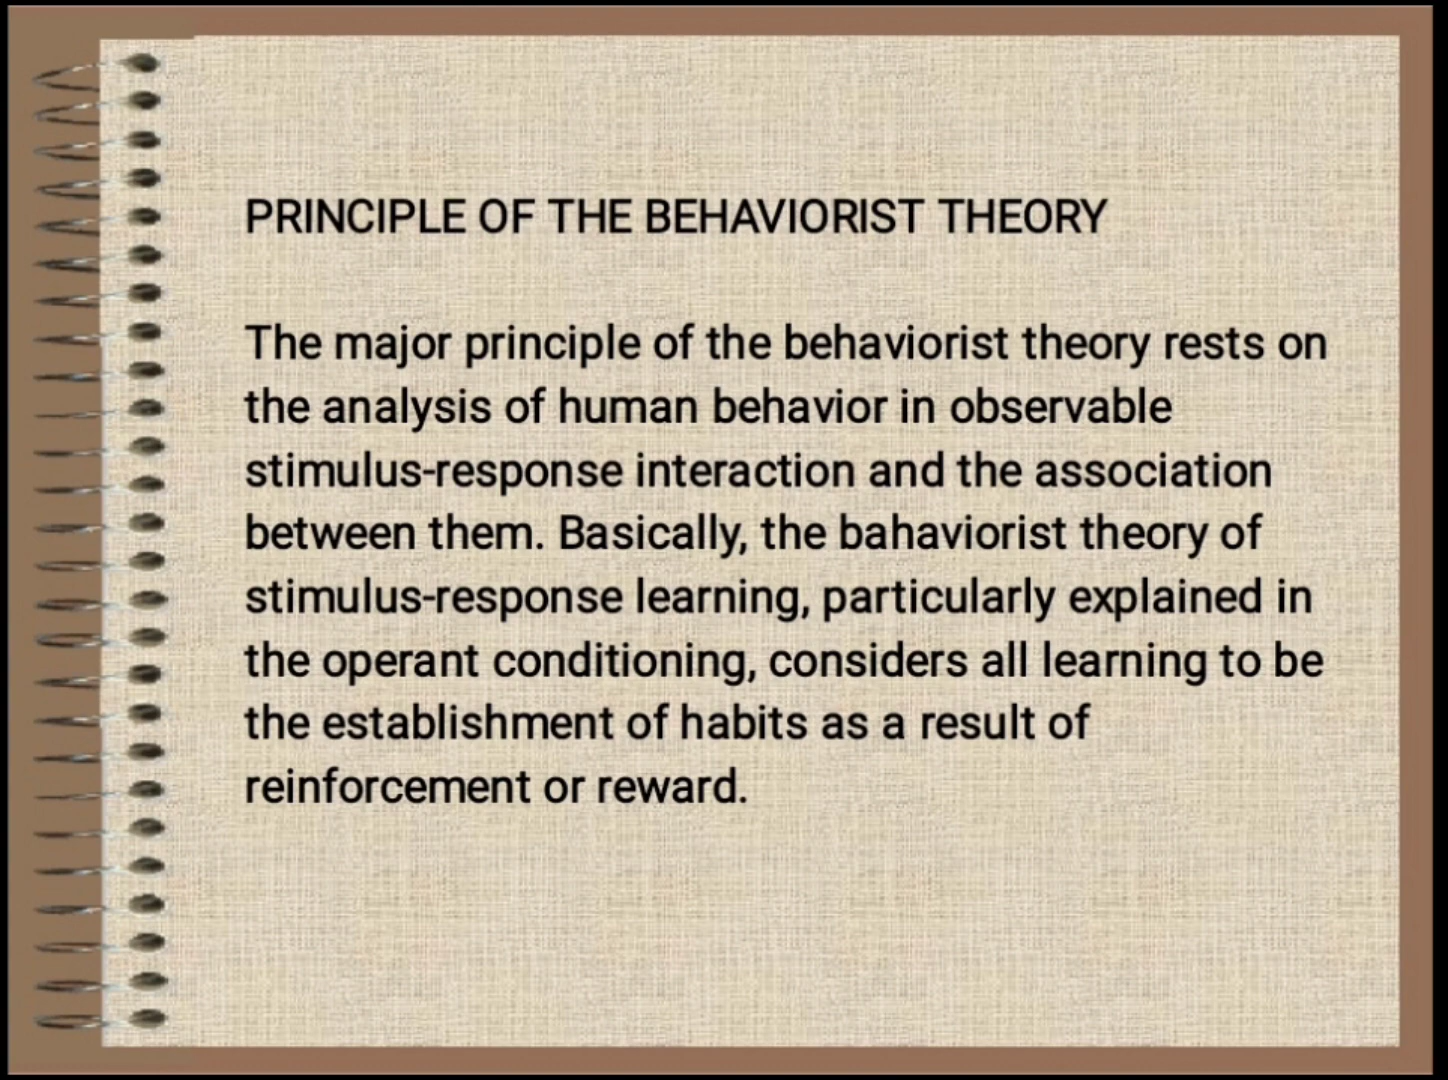 PRINCIPLE OF THE BEHAVIORIST THEORY
The major principle of the behaviorist theory rests on
the analysis of human behavior in observable
stimulus-response interaction and the association
between them. Basically, the bahaviorist theory of
stimulus-response learning, particularly explained in
the operant conditioning, considers all learning to be
the establishment of habits as a result of
reinforcement or reward.